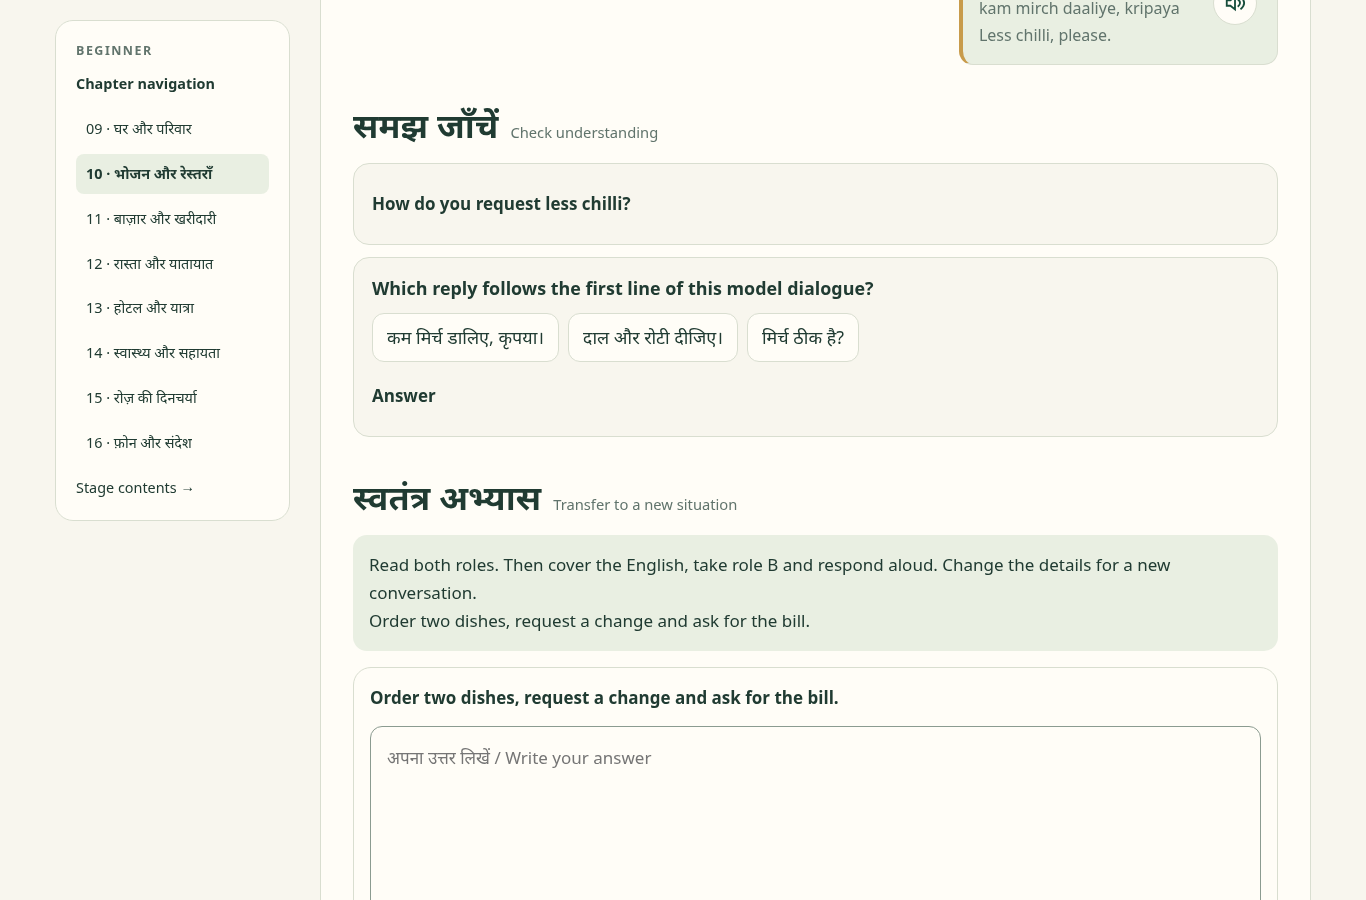 BEGINNER
Chapter navigation
09 · घर और परिवार
10 · भोजन और रेस्तराँ
11 · बाज़ार और खरीदारी
12 · रास्ता और यातायात
13 · होटल और यात्रा
14 · स्वास्थ्य और सहायता
15 · रोज़ की दिनचर्या
16 · फ़ोन और संदेश
Stage contents →
kam mirch daaliye, kripaya
Less chilli, please.
समझ जाँचें Check understanding
How do you request less chilli?
Which reply follows the first line of this model dialogue?
कम मिर्च डालिए, कृपया।
दाल और रोटी दीजिए।
मिर्च ठीक है?
Answer
स्वतंत्र अभ्यास Transfer to a new situation
Read both roles. Then cover the English, take role B and respond aloud. Change the details for a new
conversation.
Order two dishes, request a change and ask for the bill.
Order two dishes, request a change and ask for the bill.
अपना उत्तर लिखें / Write your answer